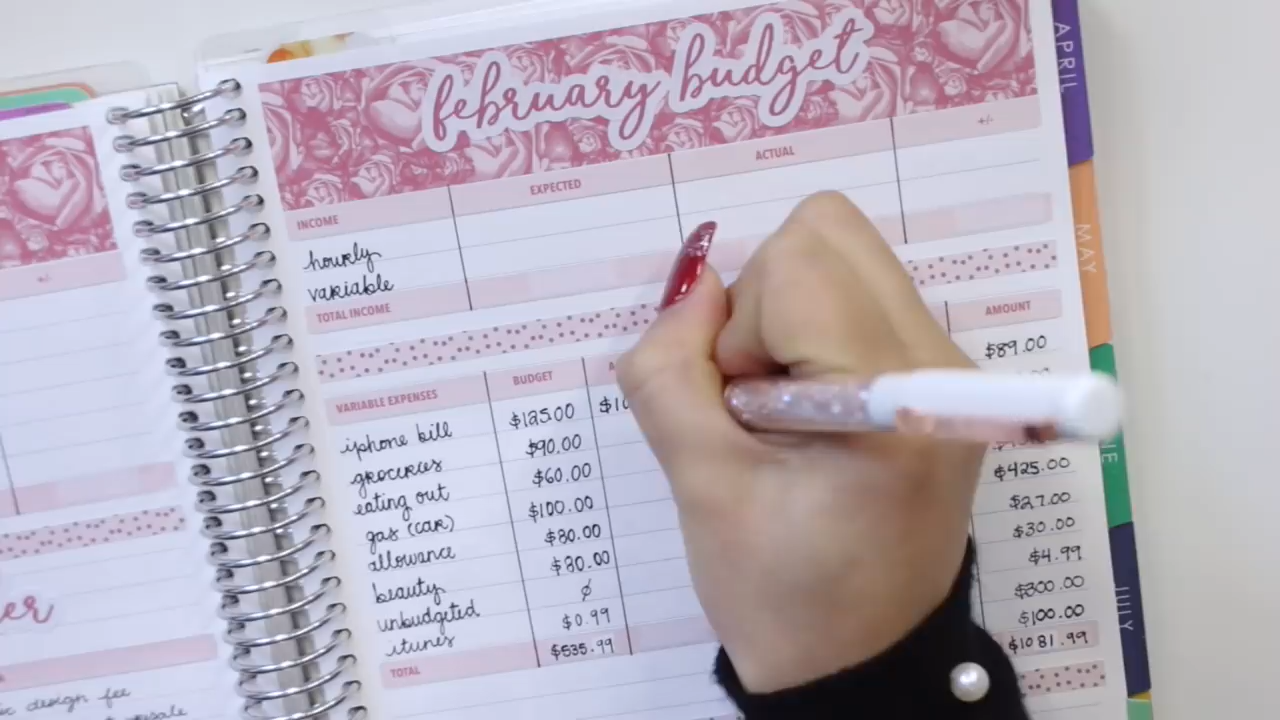 february budget
INCOME EXPECTED ACTUAL +/-
hourly
variable
TOTAL INCOME
VARIABLE EXPENSES BUDGET AMOUNT
iphone bill $125.00 $89.00
groceries $90.00
eating out $60.00
gas (car) $100.00 $425.00
allowance $80.00 $27.00
beauty $80.00 $30.00
unbudgeted ∅ $4.99
itunes $0.99 $300.00
$100.00
TOTAL $535.99 $1081.99
APRIL
MAY
JULY
+/-
design fee